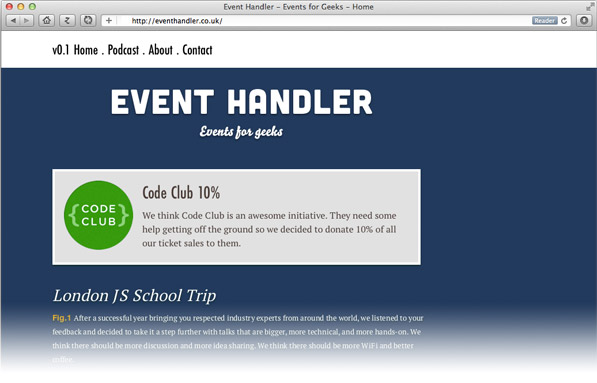 Event Handler – Events for Geeks – Home
http://eventhandler.co.uk/
Reader
v0.1 Home . Podcast . About . Contact
EVENT HANDLER
Events for geeks
{CODE
CLUB}
Code Club 10%
We think Code Club is an awesome initiative. They need some
help getting off the ground so we decided to donate 10% of all
our ticket sales to them.
London JS School Trip
Fig.1 After a successful year bringing you respected industry experts from around the world, we listened to your
feedback and decided to take it a step further with talks that are bigger, more technical, and more hands-on. We
think there should be more discussion and more idea sharing. We think there should be more WiFi and better
coffee.